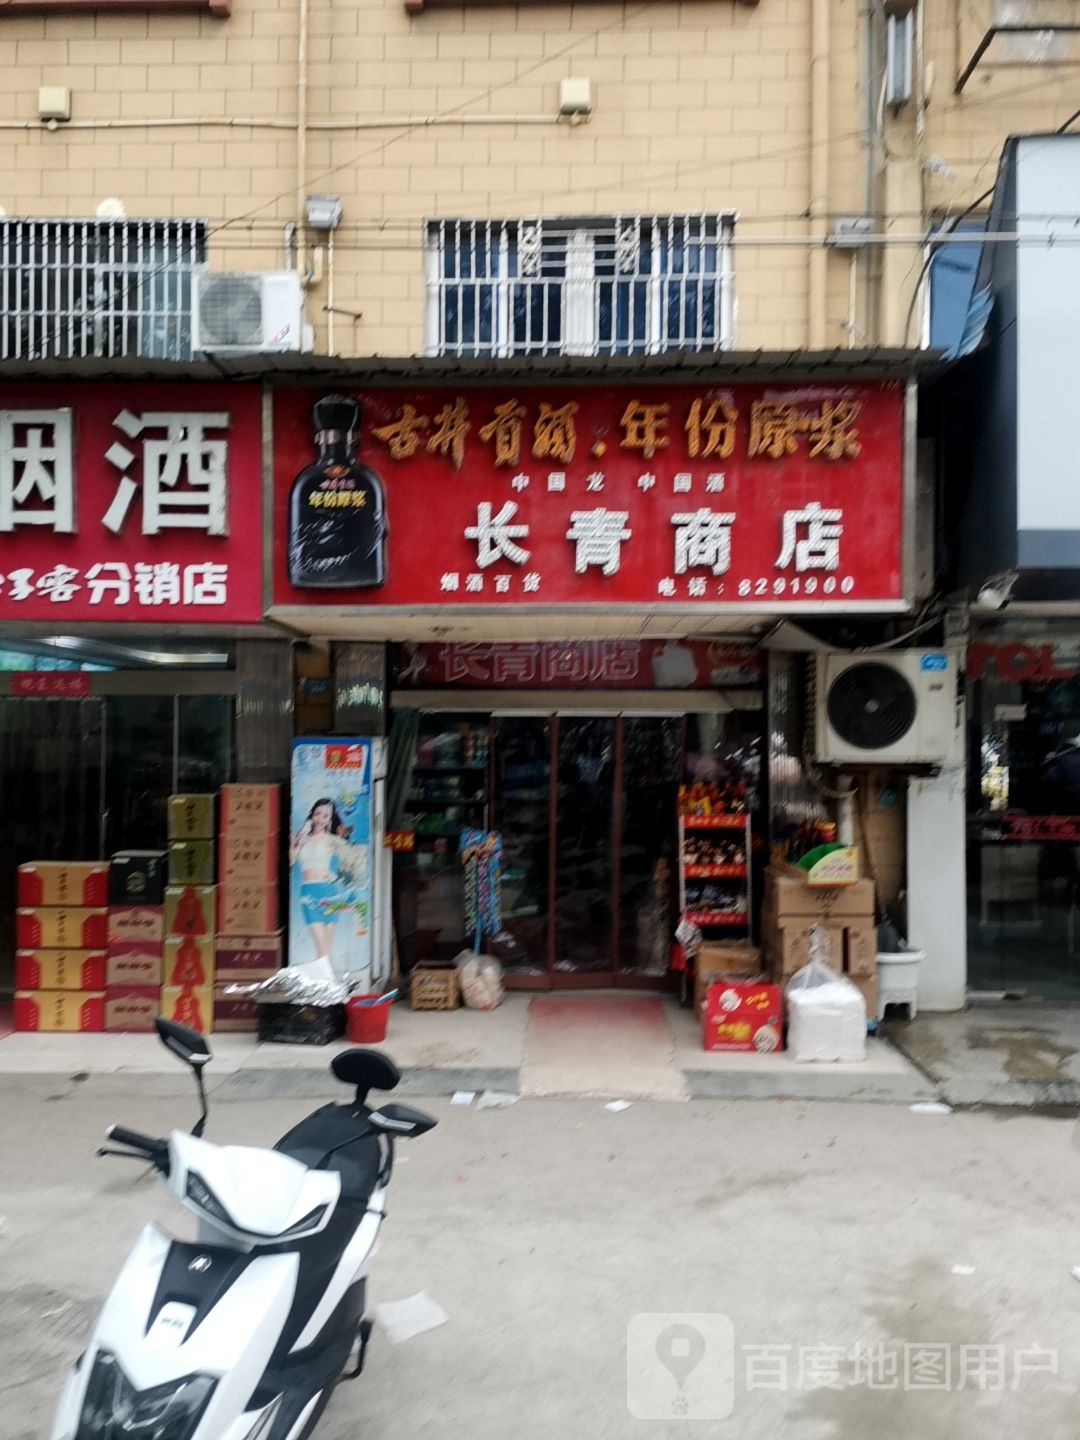 烟酒
客分销店
古井贡酒·年份原浆
中国龙 中国酒
年份原浆
长青商店
烟酒百货
电话:8291900
长青商店
TCL
百度地图用户